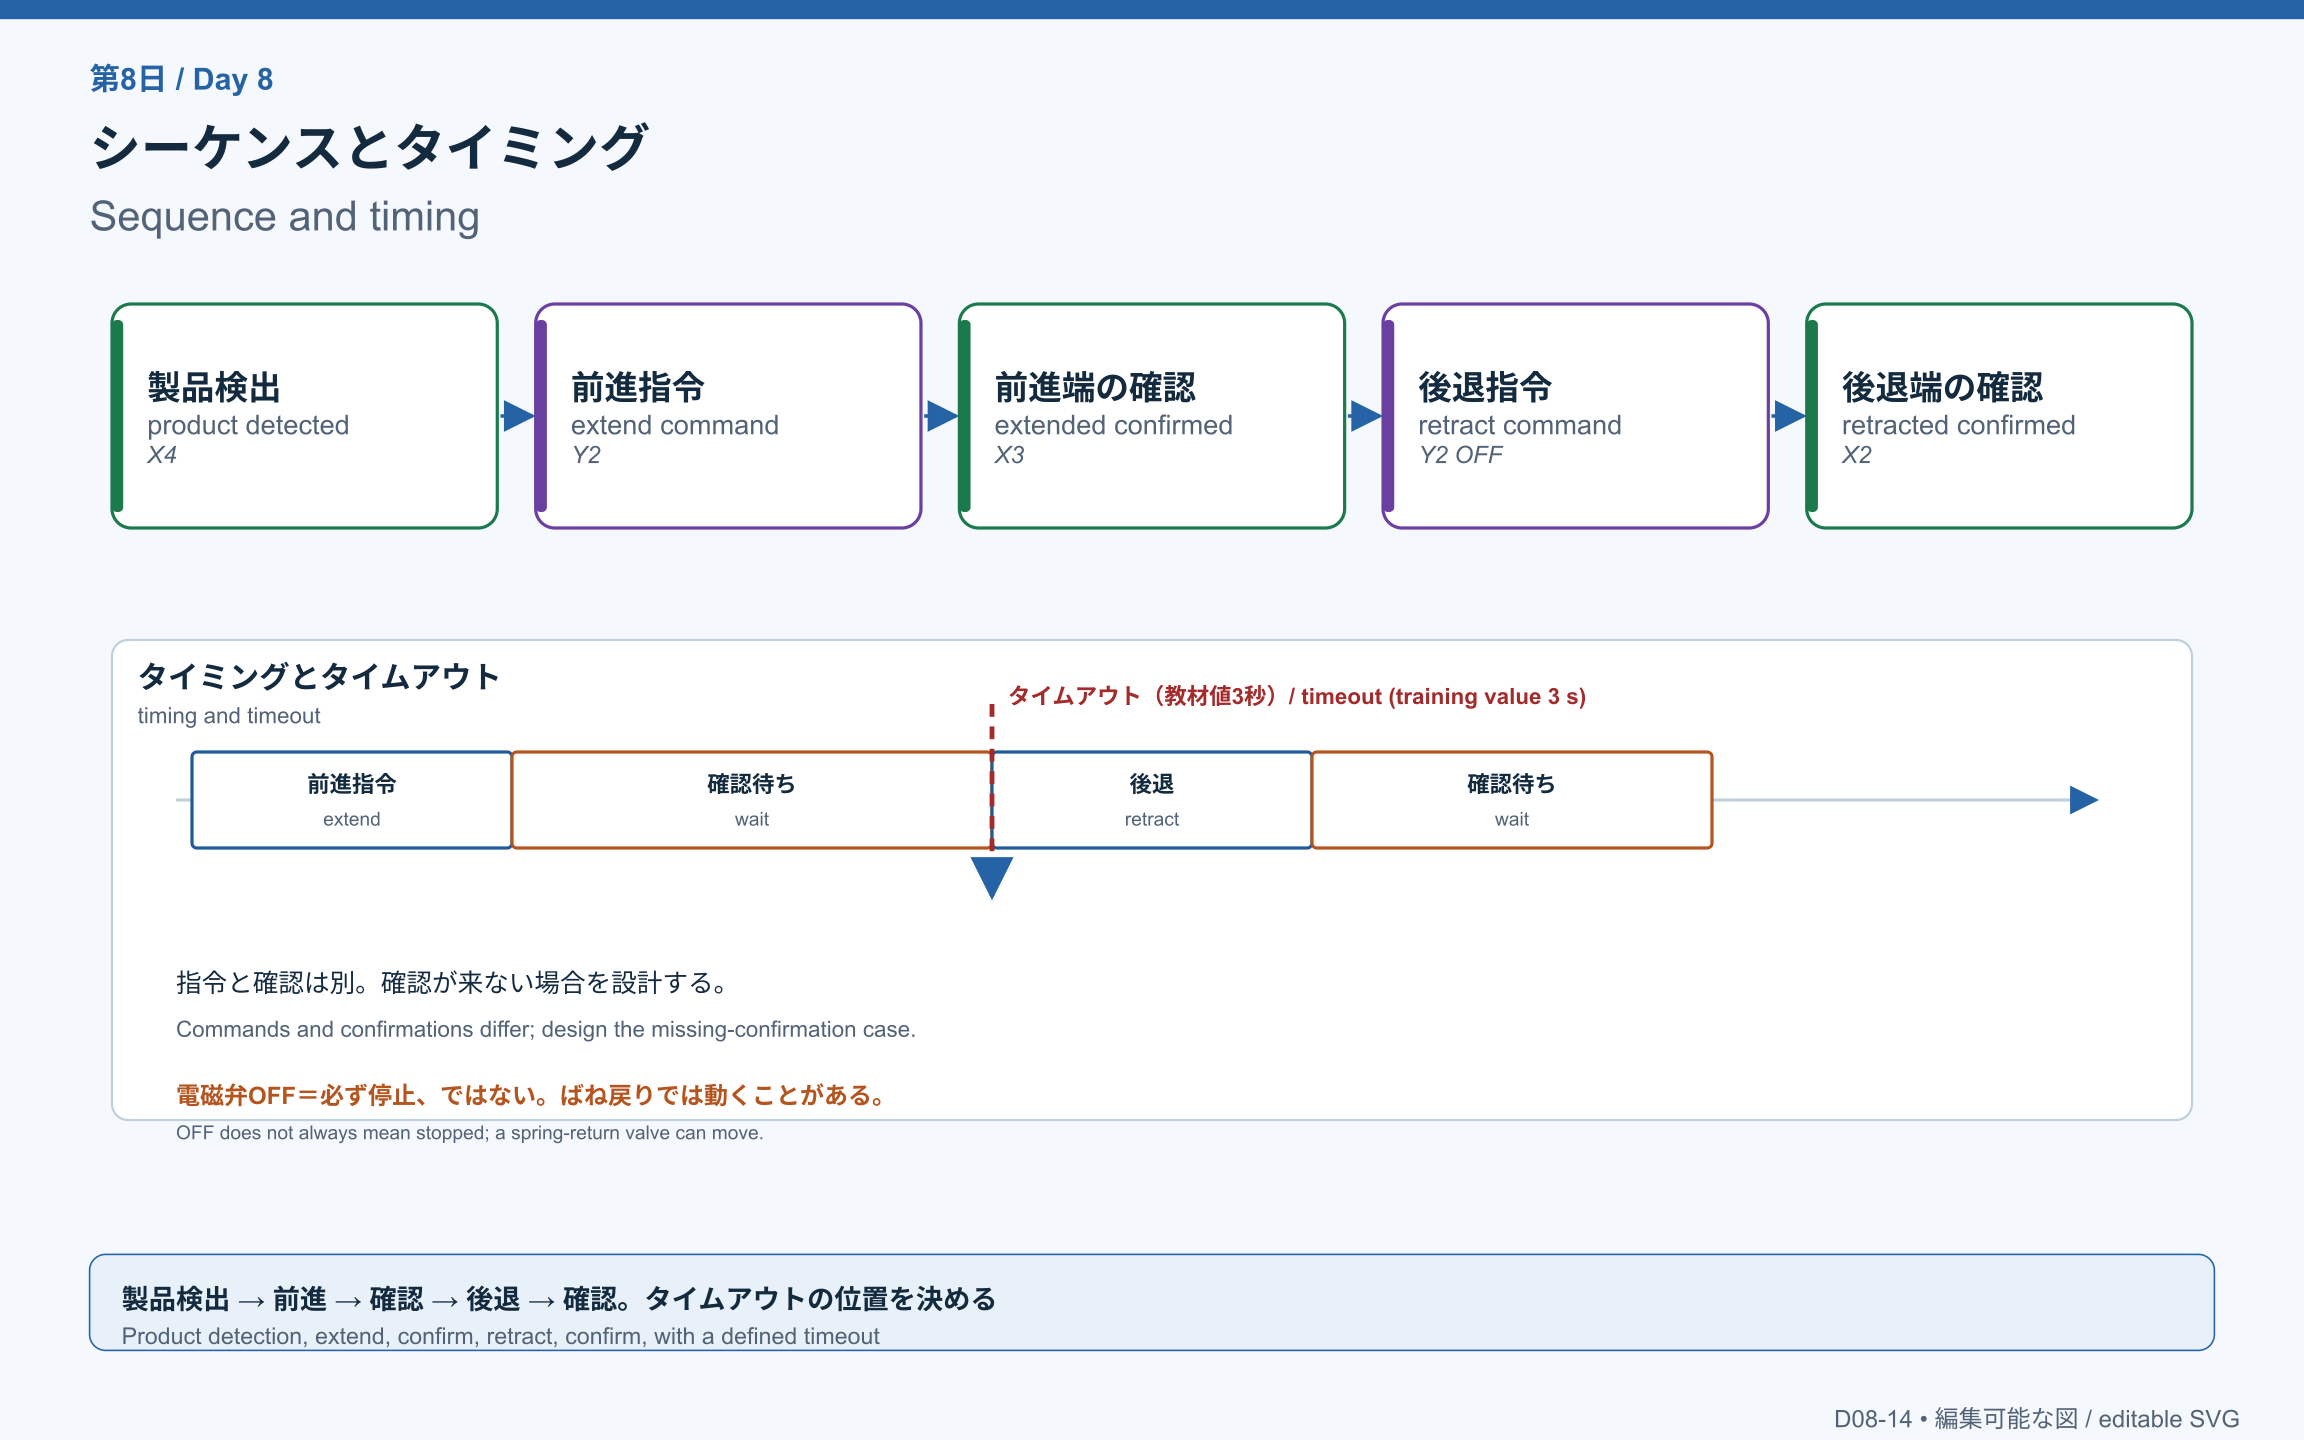 第8日 / Day 8
シーケンスとタイミング
Sequence and timing
製品検出
product detected
X4
前進指令
extend command
Y2
前進端の確認
extended confirmed
X3
後退指令
retract command
Y2 OFF
後退端の確認
retracted confirmed
X2
タイミングとタイムアウト
timing and timeout
タイムアウト（教材値3秒）/ timeout (training value 3 s)
前進指令
extend
確認待ち
wait
後退
retract
確認待ち
wait
指令と確認は別。確認が来ない場合を設計する。
Commands and confirmations differ; design the missing-confirmation case.
電磁弁OFF＝必ず停止、ではない。ばね戻りでは動くことがある。
OFF does not always mean stopped; a spring-return valve can move.
製品検出 → 前進 → 確認 → 後退 → 確認。タイムアウトの位置を決める
Product detection, extend, confirm, retract, confirm, with a defined timeout
D08-14 • 編集可能な図 / editable SVG